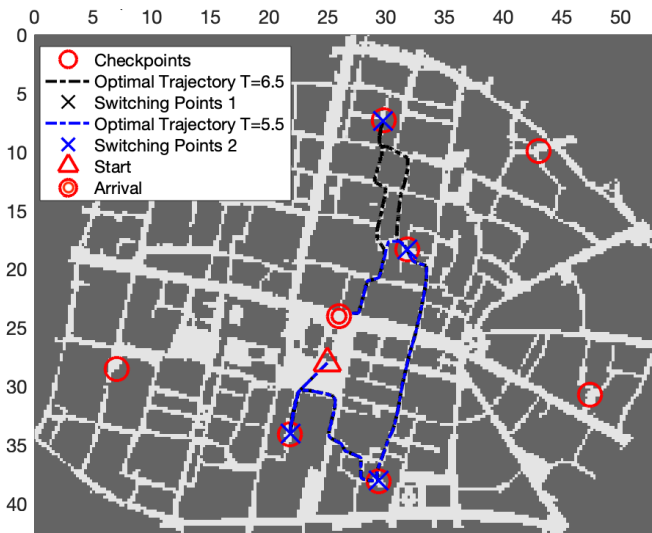 0 5 10 15 20 25 30 35 40 45 50
0
5
10
15
20
25
30
35
40
Checkpoints
Optimal Trajectory T=6.5
Switching Points 1
Optimal Trajectory T=5.5
Switching Points 2
Start
Arrival